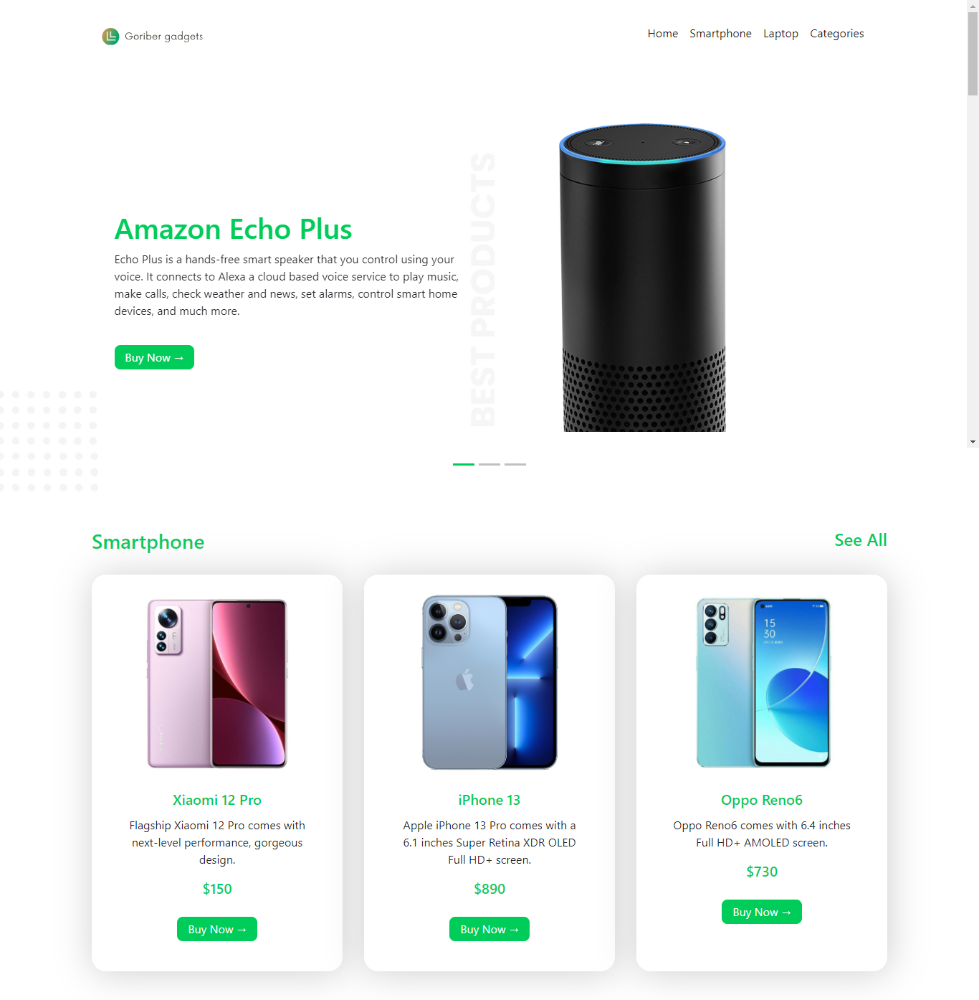 Goriber gadgets
Home Smartphone Laptop Categories
BEST PRODUCTS
Amazon Echo Plus
Echo Plus is a hands-free smart speaker that you control using your
voice. It connects to Alexa a cloud based voice service to play music,
make calls, check weather and news, set alarms, control smart home
devices, and much more.
Buy Now →
Smartphone
See All
15
30
Xiaomi 12 Pro
Flagship Xiaomi 12 Pro comes with
next-level performance, gorgeous
design.
$150
Buy Now →
iPhone 13
Apple iPhone 13 Pro comes with a
6.1 inches Super Retina XDR OLED
Full HD+ screen.
$890
Buy Now →
Oppo Reno6
Oppo Reno6 comes with 6.4 inches
Full HD+ AMOLED screen.
$730
Buy Now →